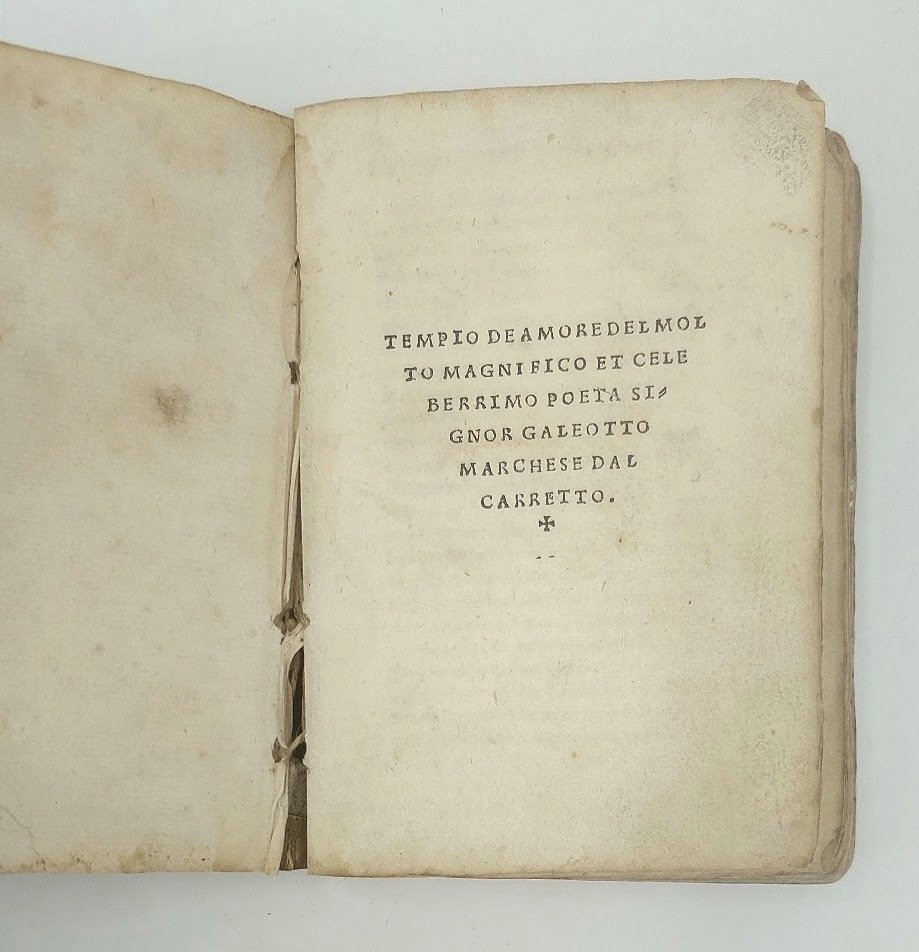 TEMPIO DE AMORE DEL MOL
TO MAGNIFICO ET CELE
BERRIMO POETA SI⸗
GNOR GALEOTTO
MARCHESE DAL
CARRETTO.
✠